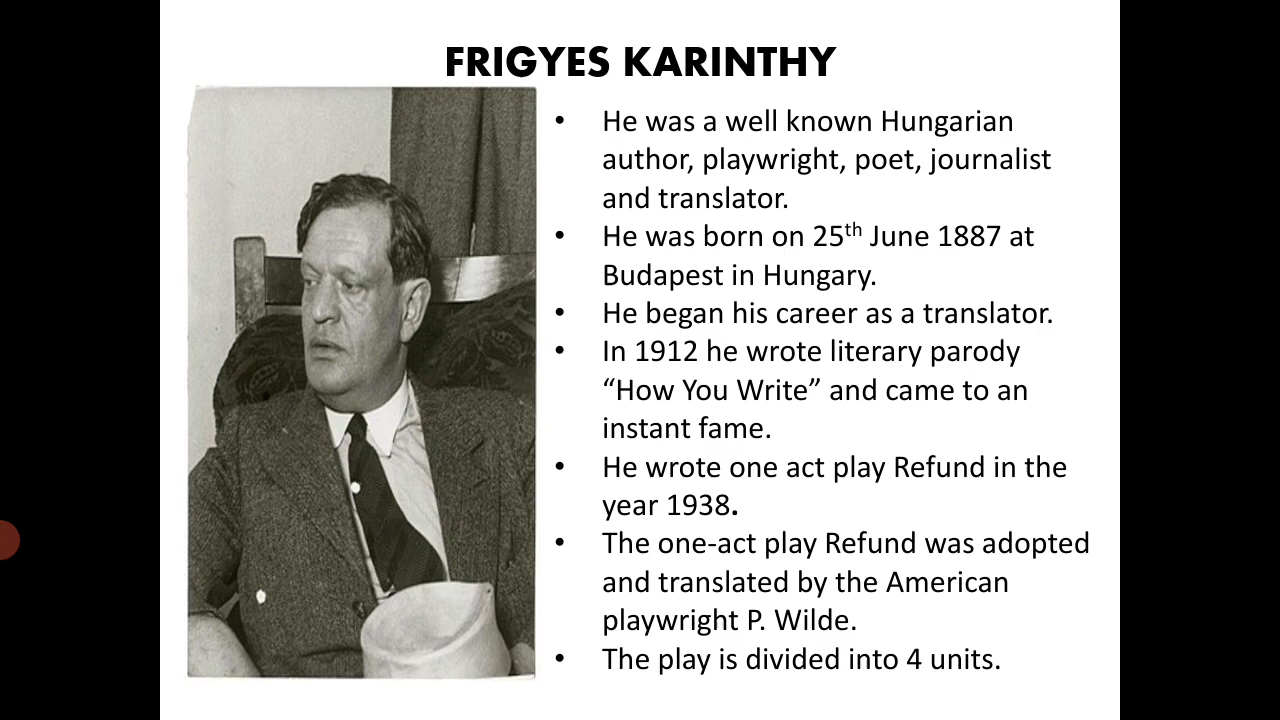 FRIGYES KARINTHY
• He was a well known Hungarian
author, playwright, poet, journalist
and translator.
• He was born on 25th June 1887 at
Budapest in Hungary.
• He began his career as a translator.
• In 1912 he wrote literary parody
“How You Write” and came to an
instant fame.
• He wrote one act play Refund in the
year 1938.
• The one-act play Refund was adopted
and translated by the American
playwright P. Wilde.
• The play is divided into 4 units.